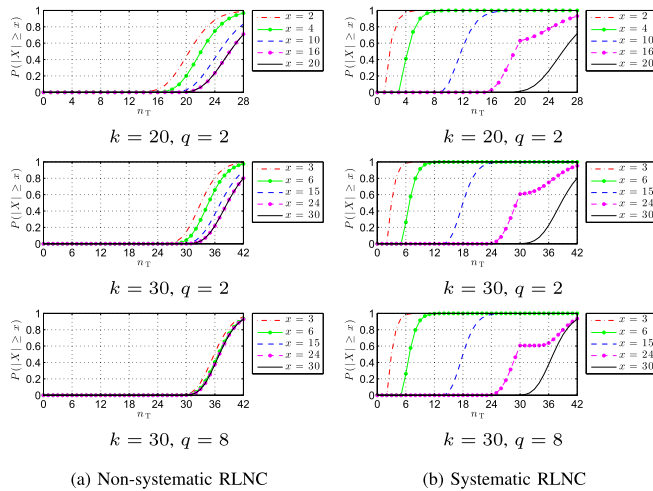 P(|X| ≥ x)
1
0.8
0.6
0.4
0.2
0
0 4 8 12 16 20 24 28
n_T
x = 2
x = 4
x = 10
x = 16
x = 20
k = 20, q = 2
P(|X| ≥ x)
1
0.8
0.6
0.4
0.2
0
0 4 8 12 16 20 24 28
n_T
x = 2
x = 4
x = 10
x = 16
x = 20
k = 20, q = 2
P(|X| ≥ x)
1
0.8
0.6
0.4
0.2
0
0 6 12 18 24 30 36 42
n_T
x = 3
x = 6
x = 15
x = 24
x = 30
k = 30, q = 2
P(|X| ≥ x)
1
0.8
0.6
0.4
0.2
0
0 6 12 18 24 30 36 42
n_T
x = 3
x = 6
x = 15
x = 24
x = 30
k = 30, q = 2
P(|X| ≥ x)
1
0.8
0.6
0.4
0.2
0
0 6 12 18 24 30 36 42
n_T
x = 3
x = 6
x = 15
x = 24
x = 30
k = 30, q = 8
P(|X| ≥ x)
1
0.8
0.6
0.4
0.2
0
0 6 12 18 24 30 36 42
n_T
x = 3
x = 6
x = 15
x = 24
x = 30
k = 30, q = 8
(a) Non-systematic RLNC
(b) Systematic RLNC